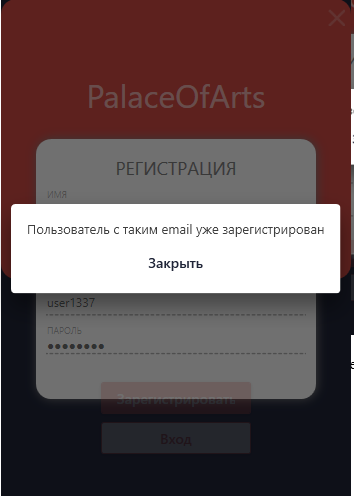 PalaceOfArts
РЕГИСТРАЦИЯ
ИМЯ
Пользователь с таким email уже зарегистрирован
Закрыть
user1337
ПАРОЛЬ
Зарегистрировать
Вход